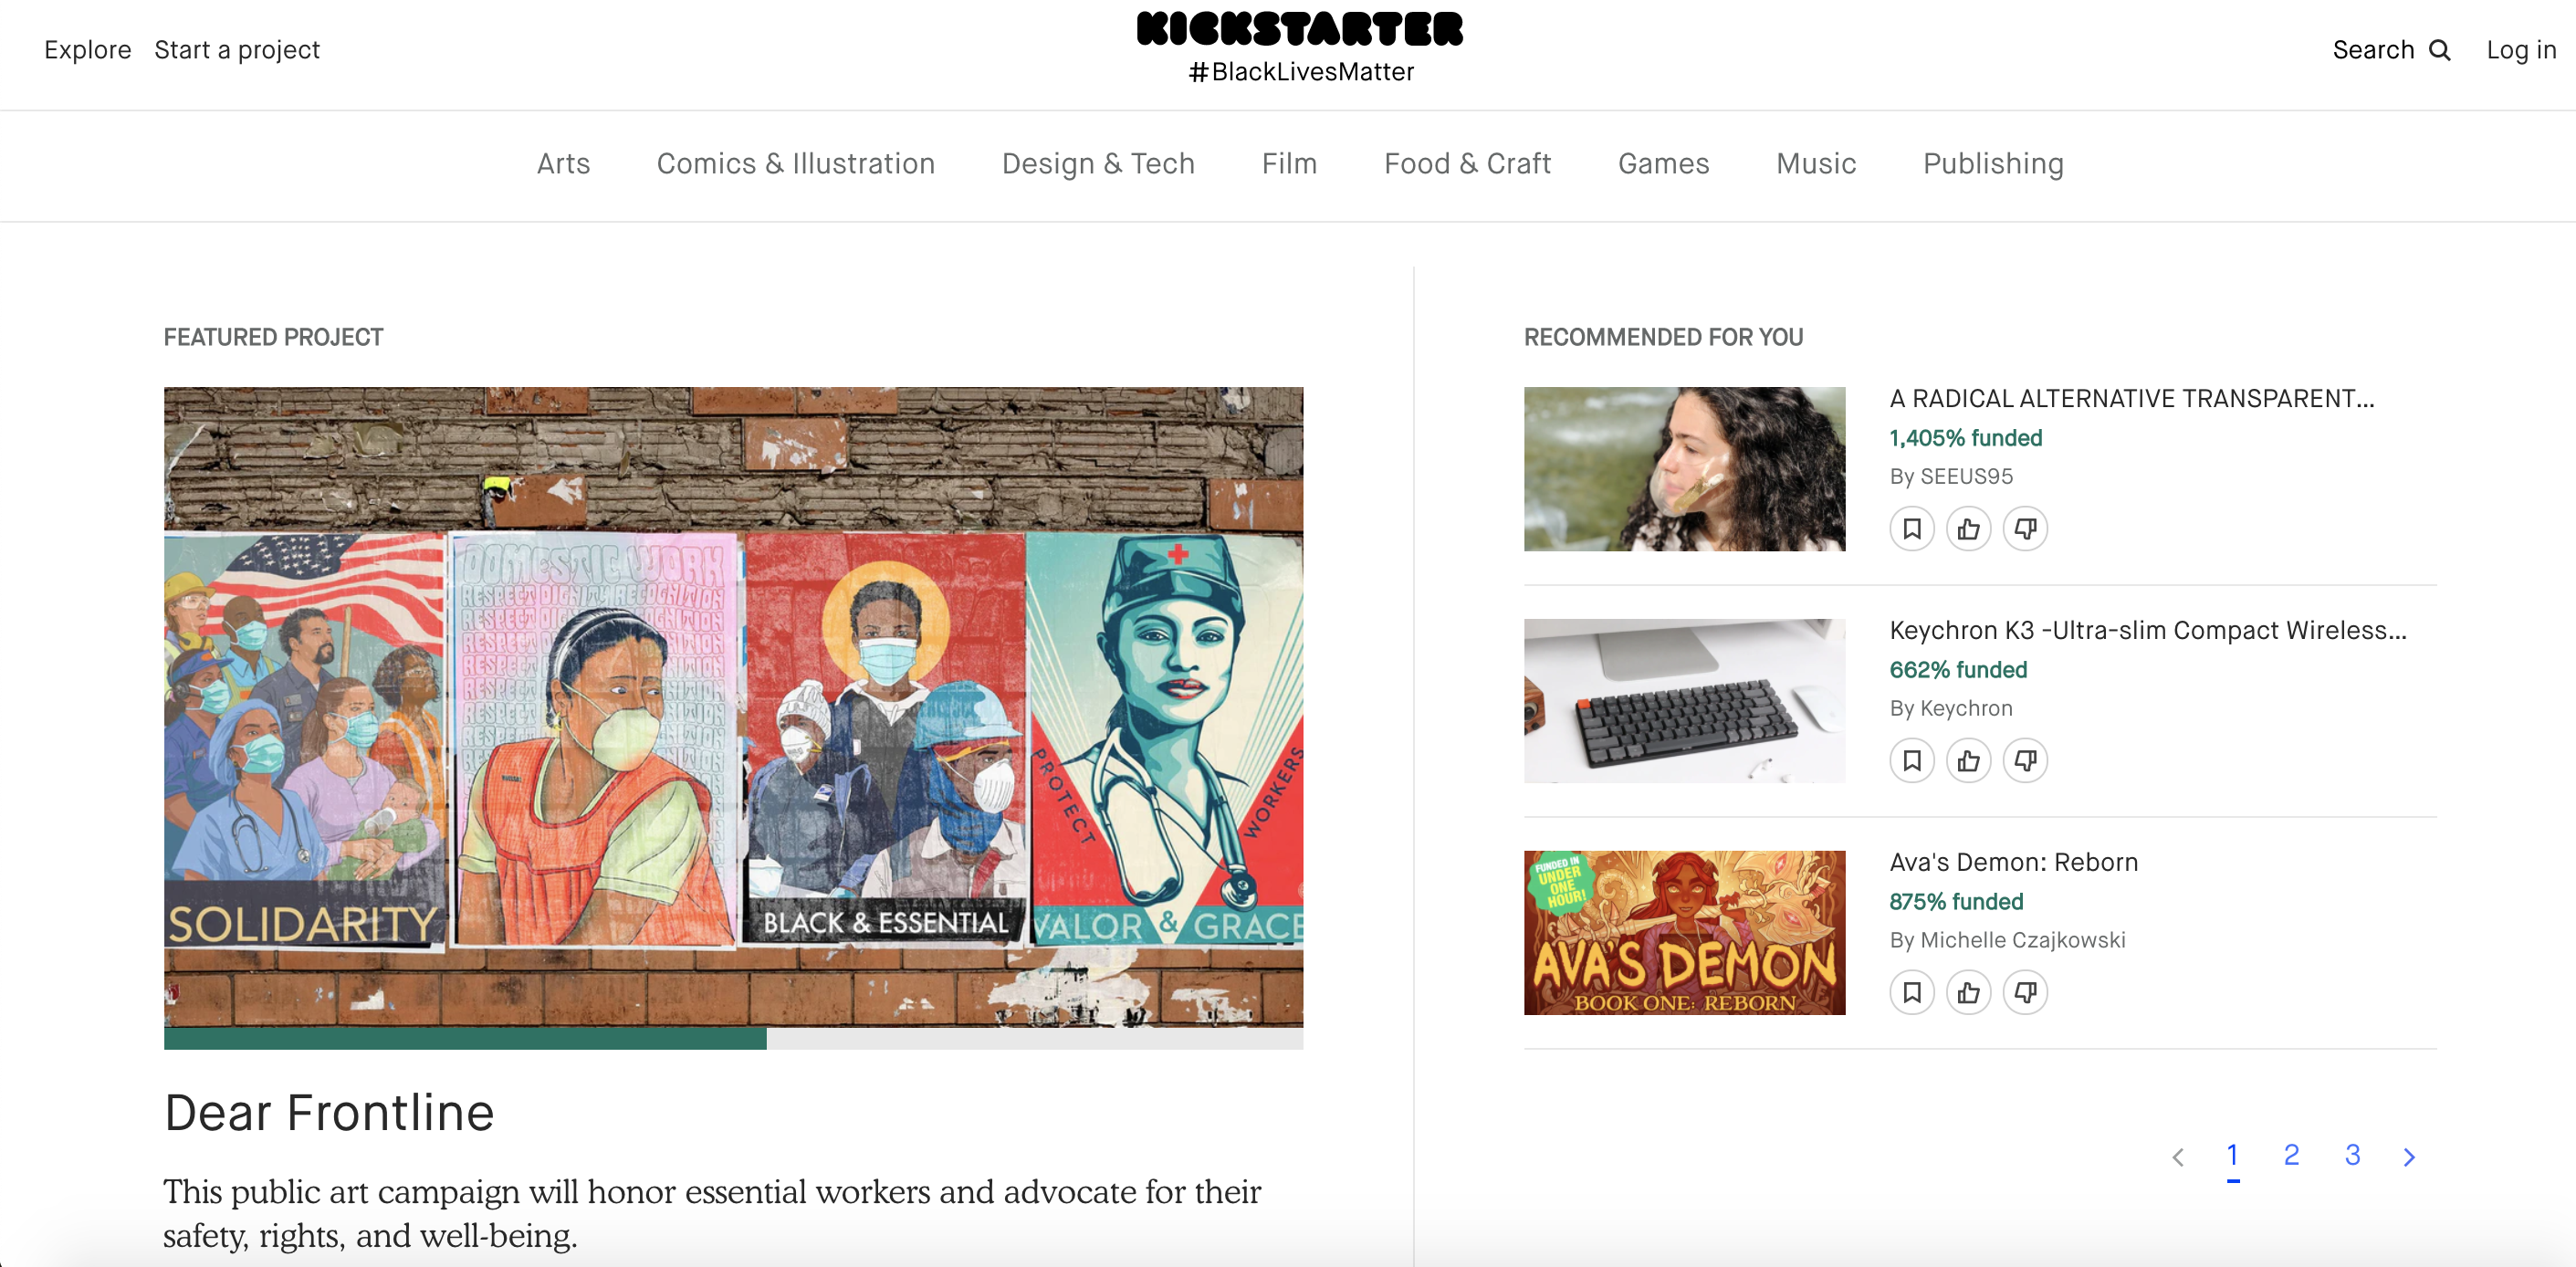 Explore Start a project
KICKSTARTER
#BlackLivesMatter
Search Log in
Arts Comics & Illustration Design & Tech Film Food & Craft Games Music Publishing
FEATURED PROJECT
DOMESTIC WORK
RESPECT DIGNITY RECOGNITION
SOLIDARITY
BLACK & ESSENTIAL
PROTECT
WORKERS
VALOR & GRACE
Dear Frontline
This public art campaign will honor essential workers and advocate for their
safety, rights, and well-being.
RECOMMENDED FOR YOU
A RADICAL ALTERNATIVE TRANSPARENT...
1,405% funded
By SEEUS95
Keychron K3 -Ultra-slim Compact Wireless...
662% funded
By Keychron
FUNDED IN
UNDER
ONE
HOUR!
AVA'S DEMON
BOOK ONE: REBORN
Ava's Demon: Reborn
875% funded
By Michelle Czajkowski
1 2 3